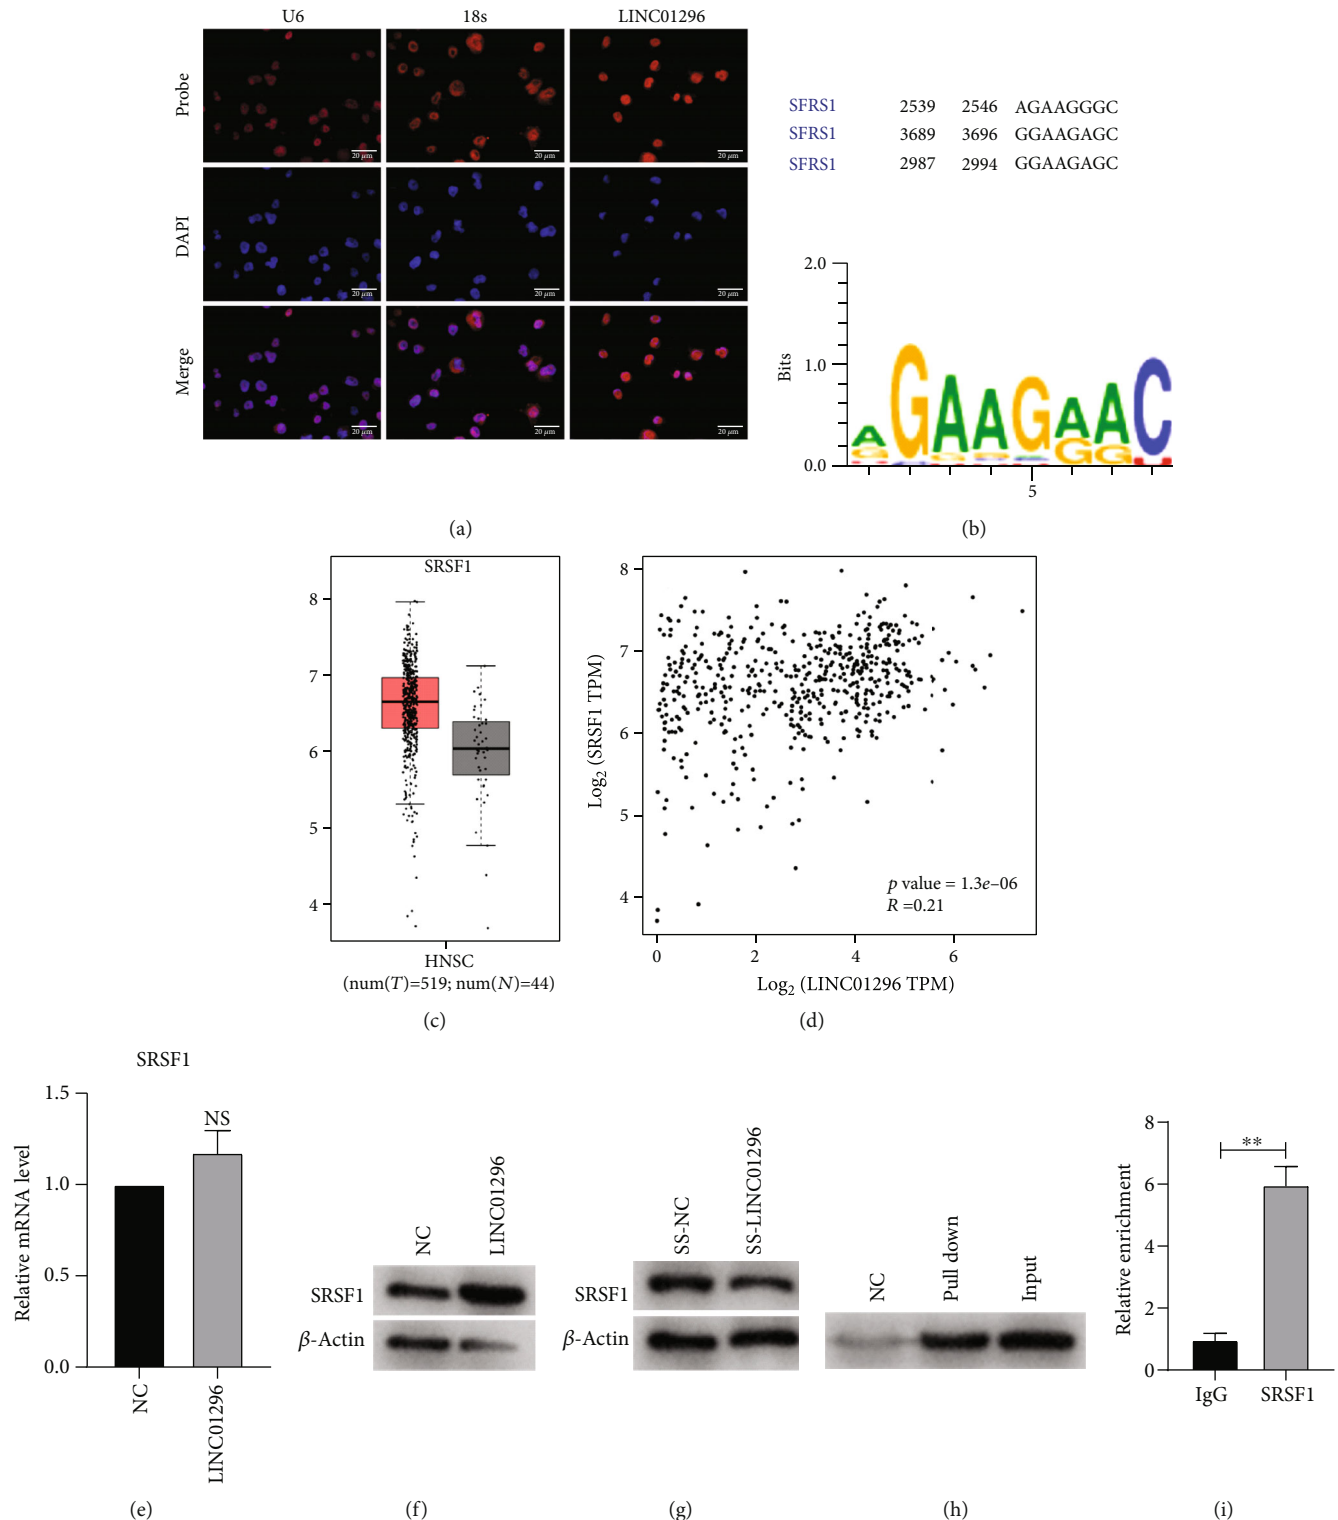 U6 18s LINC01296
Probe
20 µm 20 µm 20 µm
DAPI
20 µm 20 µm 20 µm
Merge
20 µm 20 µm 20 µm
(a)
SFRS1 2539 2546 AGAAGGGC
SFRS1 3689 3696 GGAAGAGC
SFRS1 2987 2994 GGAAGAGC
2.0
1.0
0.0
Bits
AGAAGAAC
GG
5
(b)
SRSF1
8
7
6
5
4
HNSC
(num(T)=519; num(N)=44)
(c)
Log2 (SRSF1 TPM)
8
7
6
5
4
p value = 1.3e–06
R =0.21
0 2 4 6
Log2 (LINC01296 TPM)
(d)
SRSF1
Relative mRNA level
1.5
1.0
0.5
0.0
NS
NC
LINC01296
(e)
NC
LINC01296
SRSF1
β-Actin
(f)
SS-NC
SS-LINC01296
SRSF1
β-Actin
(g)
NC
Pull down
Input
(h)
Relative enrichment
8
6
4
2
0
**
IgG SRSF1
(i)